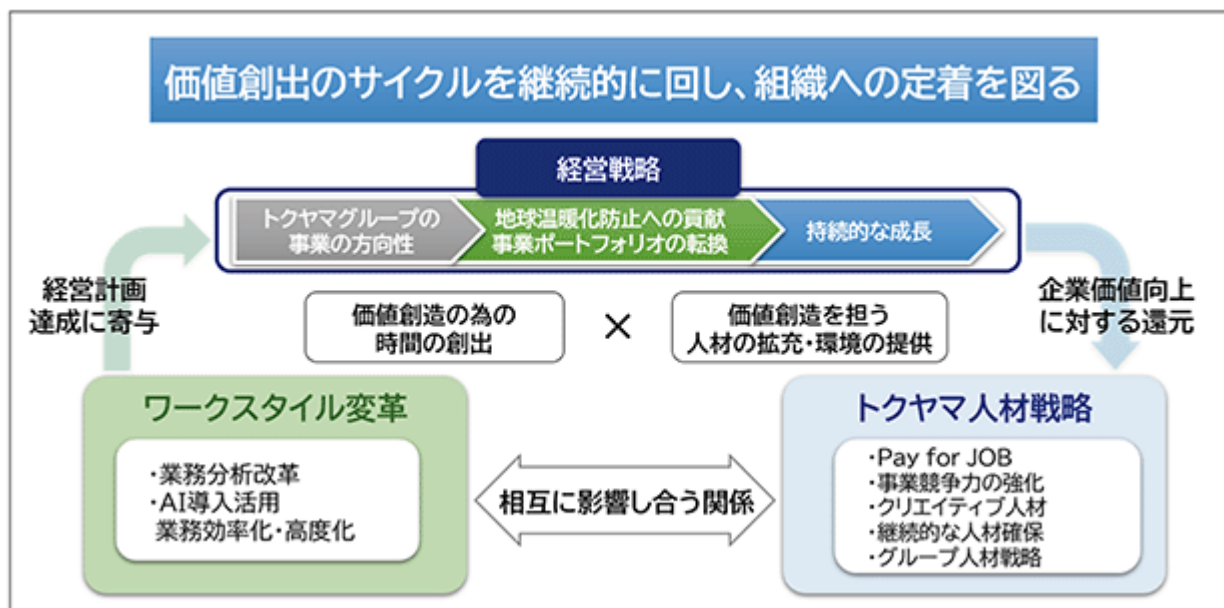 価値創出のサイクルを継続的に回し、組織への定着を図る
経営戦略
トクヤマグループの
事業の方向性
地球温暖化防止への貢献
事業ポートフォリオの転換
持続的な成長
経営計画
達成に寄与
価値創造の為の
時間の創出
×
価値創造を担う
人材の拡充・環境の提供
企業価値向上
に対する還元
ワークスタイル変革
・業務分析改革
・AI導入活用
業務効率化・高度化
相互に影響し合う関係
トクヤマ人材戦略
・Pay for JOB
・事業競争力の強化
・クリエイティブ人材
・継続的な人材確保
・グループ人材戦略